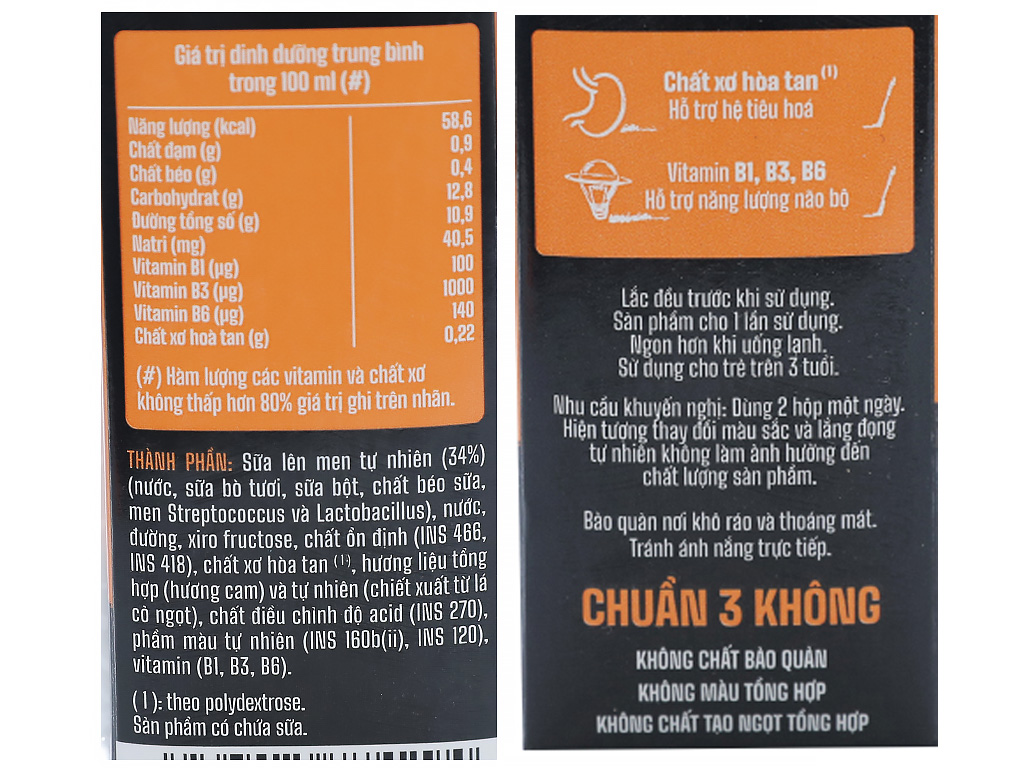 Giá trị dinh dưỡng trung bình
trong 100 ml (#)
Năng lượng (kcal) 58,6
Chất đạm (g) 0,9
Chất béo (g) 0,4
Carbohydrat (g) 12,8
Đường tổng số (g) 10,9
Natri (mg) 40,5
Vitamin B1 (µg) 100
Vitamin B3 (µg) 1000
Vitamin B6 (µg) 140
Chất xơ hoà tan (g) 0,22
(#) Hàm lượng các vitamin và chất xơ
không thấp hơn 80% giá trị ghi trên nhãn.
THÀNH PHẦN: Sữa lên men tự nhiên (34%)
(nước, sữa bò tươi, sữa bột, chất béo sữa,
men Streptococcus và Lactobacillus), nước,
đường, xiro fructose, chất ổn định (INS 466,
INS 418), chất xơ hòa tan (1), hương liệu tổng
hợp (hương cam) và tự nhiên (chiết xuất từ lá
cỏ ngọt), chất điều chỉnh độ acid (INS 270),
phẩm màu tự nhiên (INS 160b(ii), INS 120),
vitamin (B1, B3, B6).
(1): theo polydextrose.
Sản phẩm có chứa sữa.
Chất xơ hòa tan (1)
Hỗ trợ hệ tiêu hoá
Vitamin B1, B3, B6
Hỗ trợ năng lượng não bộ
Lắc đều trước khi sử dụng.
Sản phẩm cho 1 lần sử dụng.
Ngon hơn khi uống lạnh.
Sử dụng cho trẻ trên 3 tuổi.
Nhu cầu khuyến nghị: Dùng 2 hộp một ngày.
Hiện tượng thay đổi màu sắc và lắng đọng
tự nhiên không làm ảnh hưởng đến
chất lượng sản phẩm.
Bảo quản nơi khô ráo và thoáng mát.
Tránh ánh nắng trực tiếp.
CHUẨN 3 KHÔNG
KHÔNG CHẤT BẢO QUẢN
KHÔNG MÀU TỔNG HỢP
KHÔNG CHẤT TẠO NGỌT TỔNG HỢP